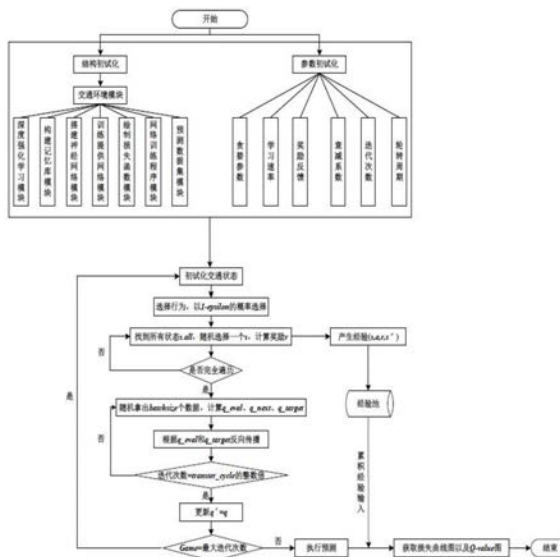 开始
结构初试化
参数初试化
交通环境模块
深度强化学习模块
构建记忆库模块
搭建神经网络模块
训练提供网络模块
绘制损失函数模块
网络训练程序模块
预测数据集模块
贪婪参数
学习速率
奖励反馈
衰减系数
迭代次数
轮转周期
初试化交通状态
选择行为，以1-epsilon的概率选择
找到所有状态s.all，随机选择一个s，计算奖励r
产生经验(s,a,r,s´)
否
是否完全通过
是
经验池
随机拿出batchsize个数据，计算q_eval、q_next、q_target
是
否
根据q_eval和q_target反向传播
累积经验输入
迭代次数=transver_cycle的整数倍
是
更新q´=q
Game=最大迭代次数
否
执行预测
获取损失曲线图以及Q-value图
结束